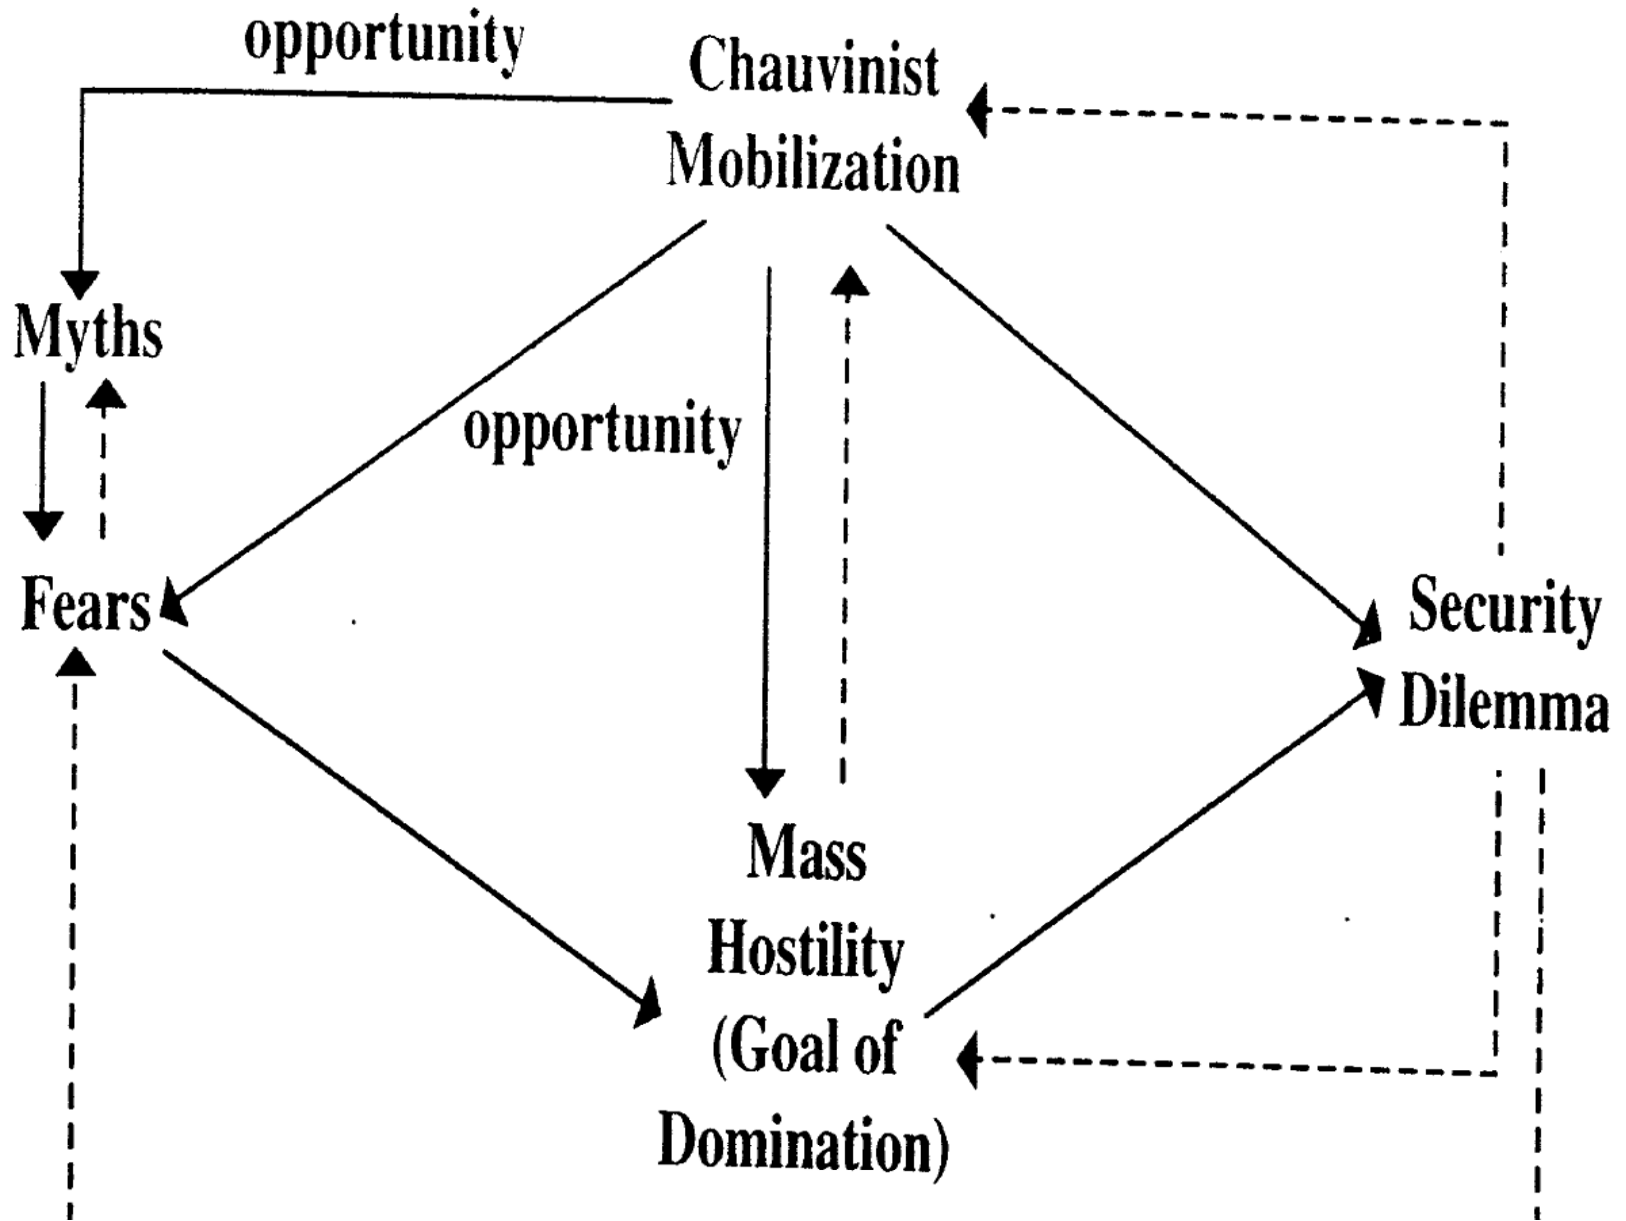 opportunity
Chauvinist
Mobilization
Myths
opportunity
Fears
Security
Dilemma
Mass
Hostility
(Goal of
Domination)